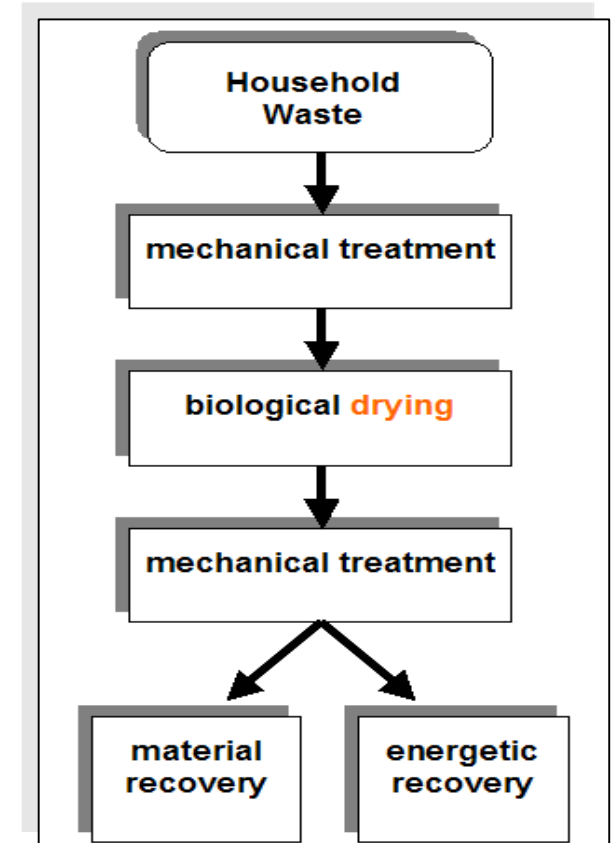 Household
Waste
mechanical treatment
biological drying
mechanical treatment
material
recovery
energetic
recovery